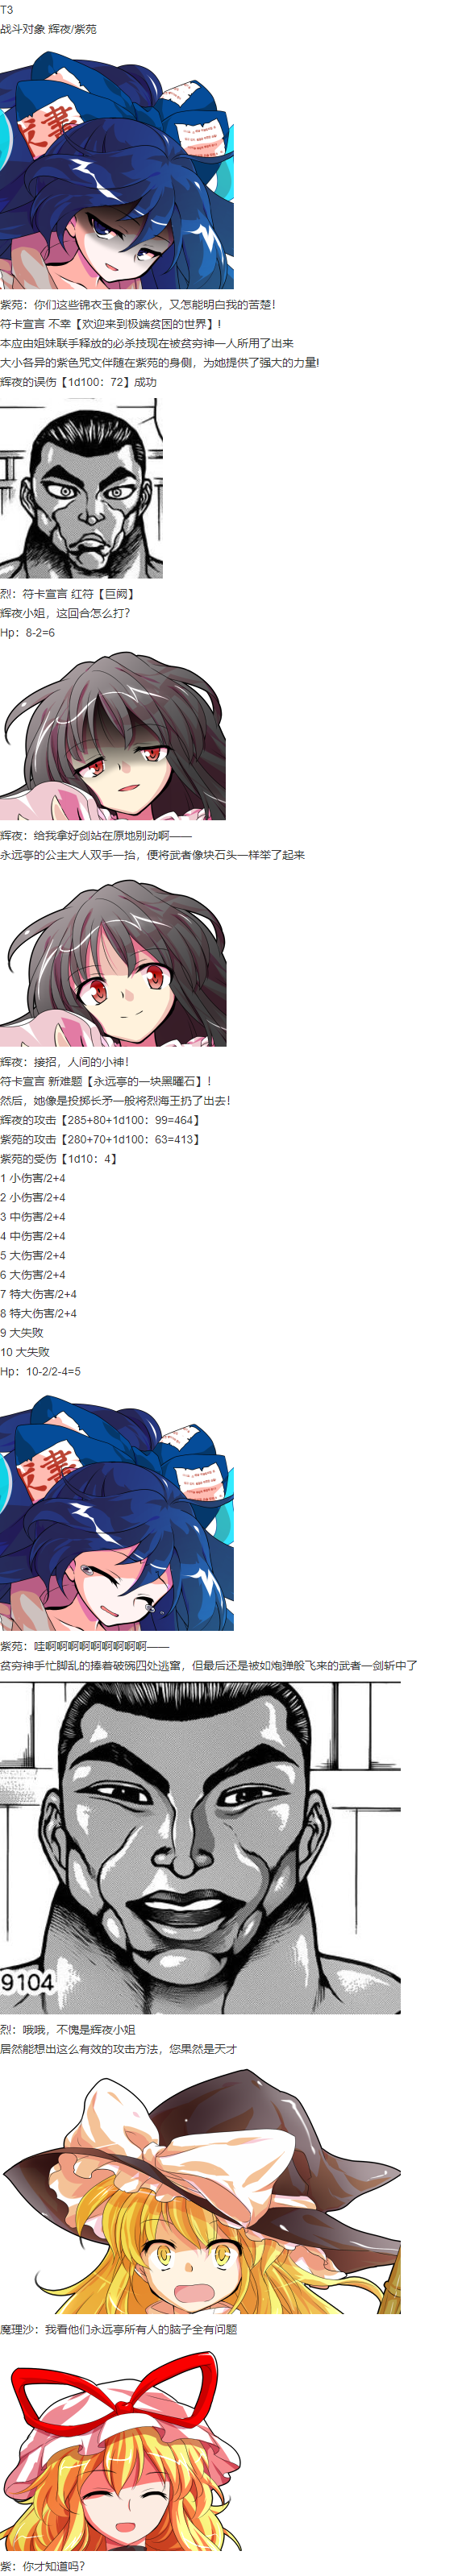 T3
战斗对象 辉夜/紫苑
紫苑：你们这些锦衣玉食的家伙，又怎能明白我的苦楚！
符卡宣言 不幸【欢迎来到极端贫困的世界】!
本应由姐妹联手释放的必杀技现在被贫穷神一人所用了出来
大小各异的紫色咒文伴随在紫苑的身侧，为她提供了强大的力量!
辉夜的误伤【1d100：72】成功
烈：符卡宣言 红符【巨阙】
辉夜小姐，这回合怎么打?
Hp：8-2=6
辉夜：给我拿好剑站在原地别动啊——
永远亭的公主大人双手一抬，便将武者像块石头一样举了起来
辉夜：接招，人间的小神！
符卡宣言 新难题【永远亭的一块黑曜石】！
然后，她像是投掷长矛一般将烈海王扔了出去！
辉夜的攻击【285+80+1d100：99=464】
紫苑的攻击【280+70+1d100：63=413】
紫苑的受伤【1d10：4】
1 小伤害/2+4
2 小伤害/2+4
3 中伤害/2+4
4 中伤害/2+4
5 大伤害/2+4
6 大伤害/2+4
7 特大伤害/2+4
8 特大伤害/2+4
9 大失败
10 大失败
Hp：10-2/2-4=5
紫苑：哇啊啊啊啊啊啊啊啊啊——
贫穷神手忙脚乱的捧着破碗四处逃窜，但最后还是被如炮弹般飞来的武者一剑斩中了
9104
烈：哦哦，不愧是辉夜小姐
居然能想出这么有效的攻击方法，您果然是天才
魔理沙：我看他们永远亭所有人的脑子全有问题
紫：你才知道吗?